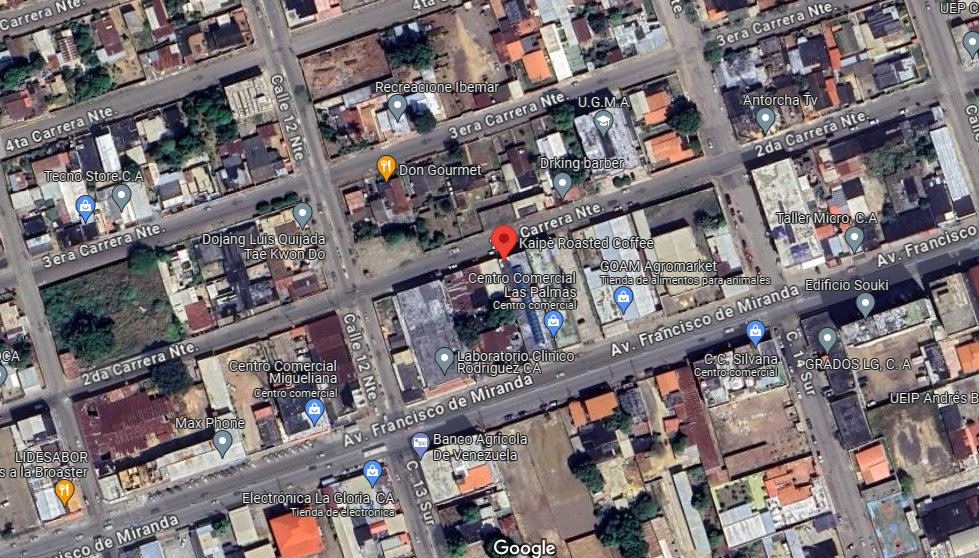 Carrera Nte.
4ta C
UEP C
3era Carrera Nte.
Recreacione Ibemar
Calle 12 Nte.
U.G.M.A
Antorcha Tv
4ta Carrera Nte.
3era Carrera Nte.
2da Carrera Nte.
Don Gourmet
Drking barber
Tecno Store C.A
Carrera Nte.
Taller Micro, C.A
3era Carrera Nte.
Dojang Luis Quijada
Tae Kwon Do
Kaipè Roasted Coffee
Av. Francisco
GOAM Agromarket
Tienda de alimentos para animales
Centro Comercial
Las Palmas
Centro comercial
Edificio Souki
Av. Francisco de Miranda
Calle 12 Nte.
2da Carrera Nte.
Laboratorio Clinico
Rodriguez CA
C.C. Silvana
Centro comercial
C. A Sur
GRADOS LG, C. A
Centro Comercial
Migueliana
Centro comercial
Av. Francisco de Miranda
UEIP Andrés B
Max Phone
Banco Agrícola
De Venezuela
LIDESABOR
s a la Broaster
C. 13 Sur
Electrónica La Gloria, CA
Tienda de electrónica
ncisco de Miranda
Google